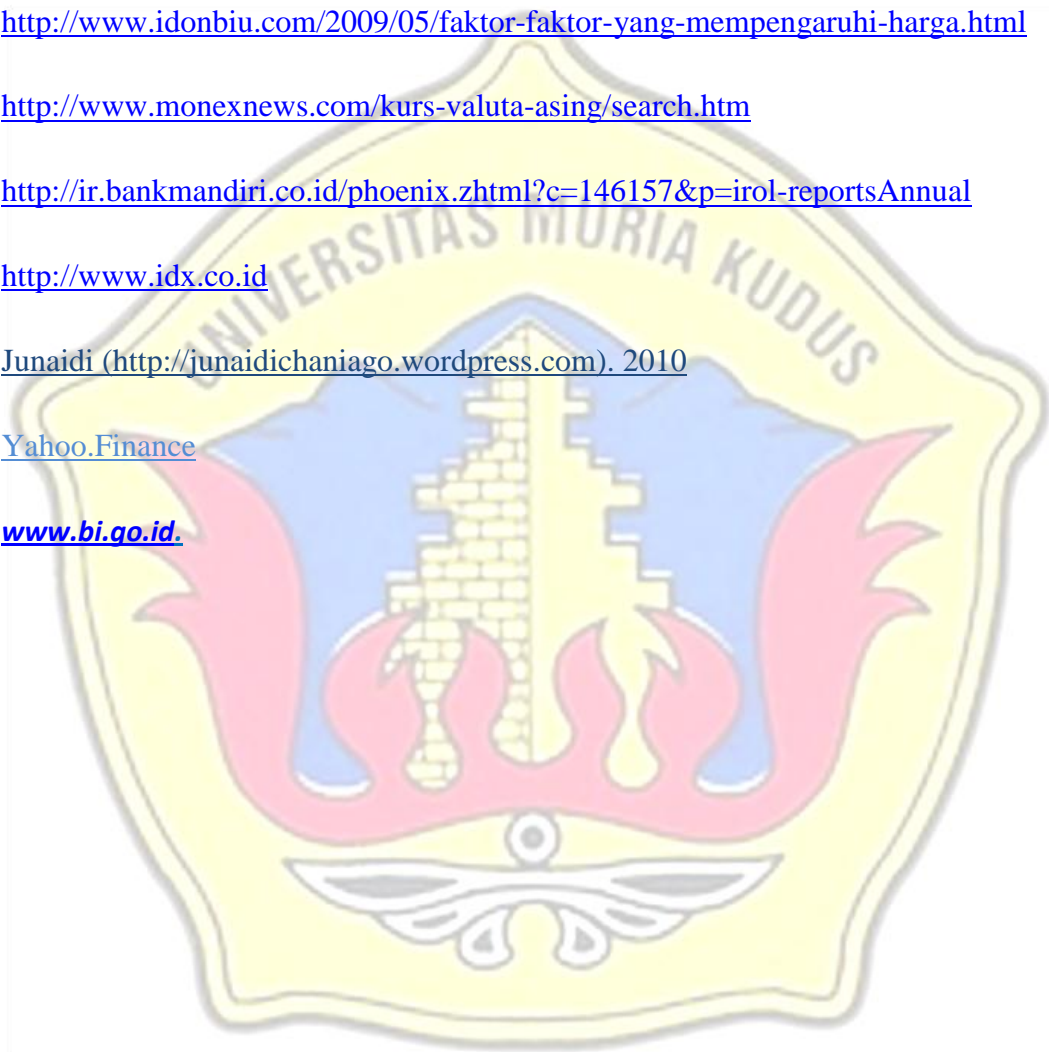 http://www.idonbiu.com/2009/05/faktor-faktor-yang-mempengaruhi-harga.html
http://www.monexnews.com/kurs-valuta-asing/search.htm
http://ir.bankmandiri.co.id/phoenix.zhtml?c=146157&p=irol-reportsAnnual
UNIVERSITAS MURIA KUDUS
http://www.idx.co.id
Junaidi (http://junaidichaniago.wordpress.com). 2010
Yahoo.Finance
www.bi.go.id.